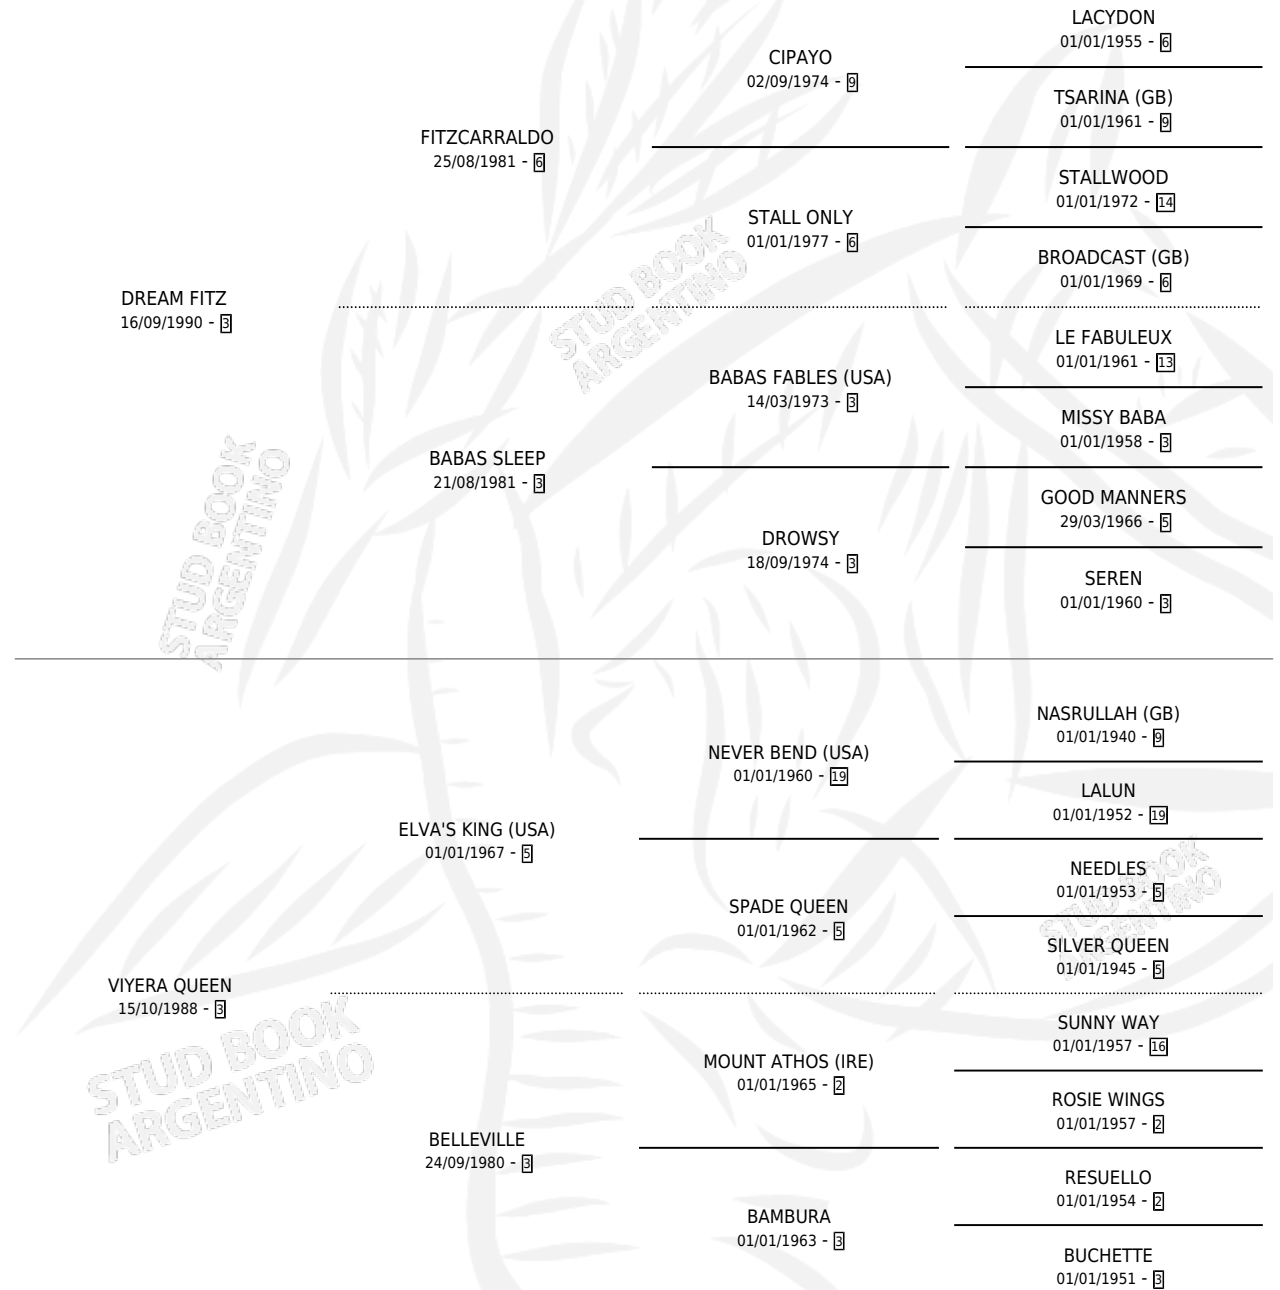 LACYDON
01/01/1955 - 6
CIPAYO
02/09/1974 - 9
TSARINA (GB)
01/01/1961 - 9
FITZCARRALDO
25/08/1981 - 6
STALLWOOD
01/01/1972 - 14
STALL ONLY
01/01/1977 - 6
BROADCAST (GB)
01/01/1969 - 6
DREAM FITZ
16/09/1990 - 3
STUD BOOK
ARGENTINO
LE FABULEUX
01/01/1961 - 13
BABAS FABLES (USA)
14/03/1973 - 3
MISSY BABA
01/01/1958 - 3
BABAS SLEEP
21/08/1981 - 3
GOOD MANNERS
29/03/1966 - 5
DROWSY
18/09/1974 - 3
SEREN
01/01/1960 - 3
STUD BOOK
ARGENTINO
NASRULLAH (GB)
01/01/1940 - 9
NEVER BEND (USA)
01/01/1960 - 19
LALUN
01/01/1952 - 19
ELVA'S KING (USA)
01/01/1967 - 5
NEEDLES
01/01/1953 - 5
SPADE QUEEN
01/01/1962 - 5
SILVER QUEEN
01/01/1945 - 5
STUD BOOK
ARGENTINO
VIYERA QUEEN
15/10/1988 - 3
SUNNY WAY
01/01/1957 - 16
MOUNT ATHOS (IRE)
01/01/1965 - 2
ROSIE WINGS
01/01/1957 - 2
STUD BOOK
ARGENTINO
BELLEVILLE
24/09/1980 - 3
RESUELLO
01/01/1954 - 2
BAMBURA
01/01/1963 - 3
BUCHETTE
01/01/1951 - 3